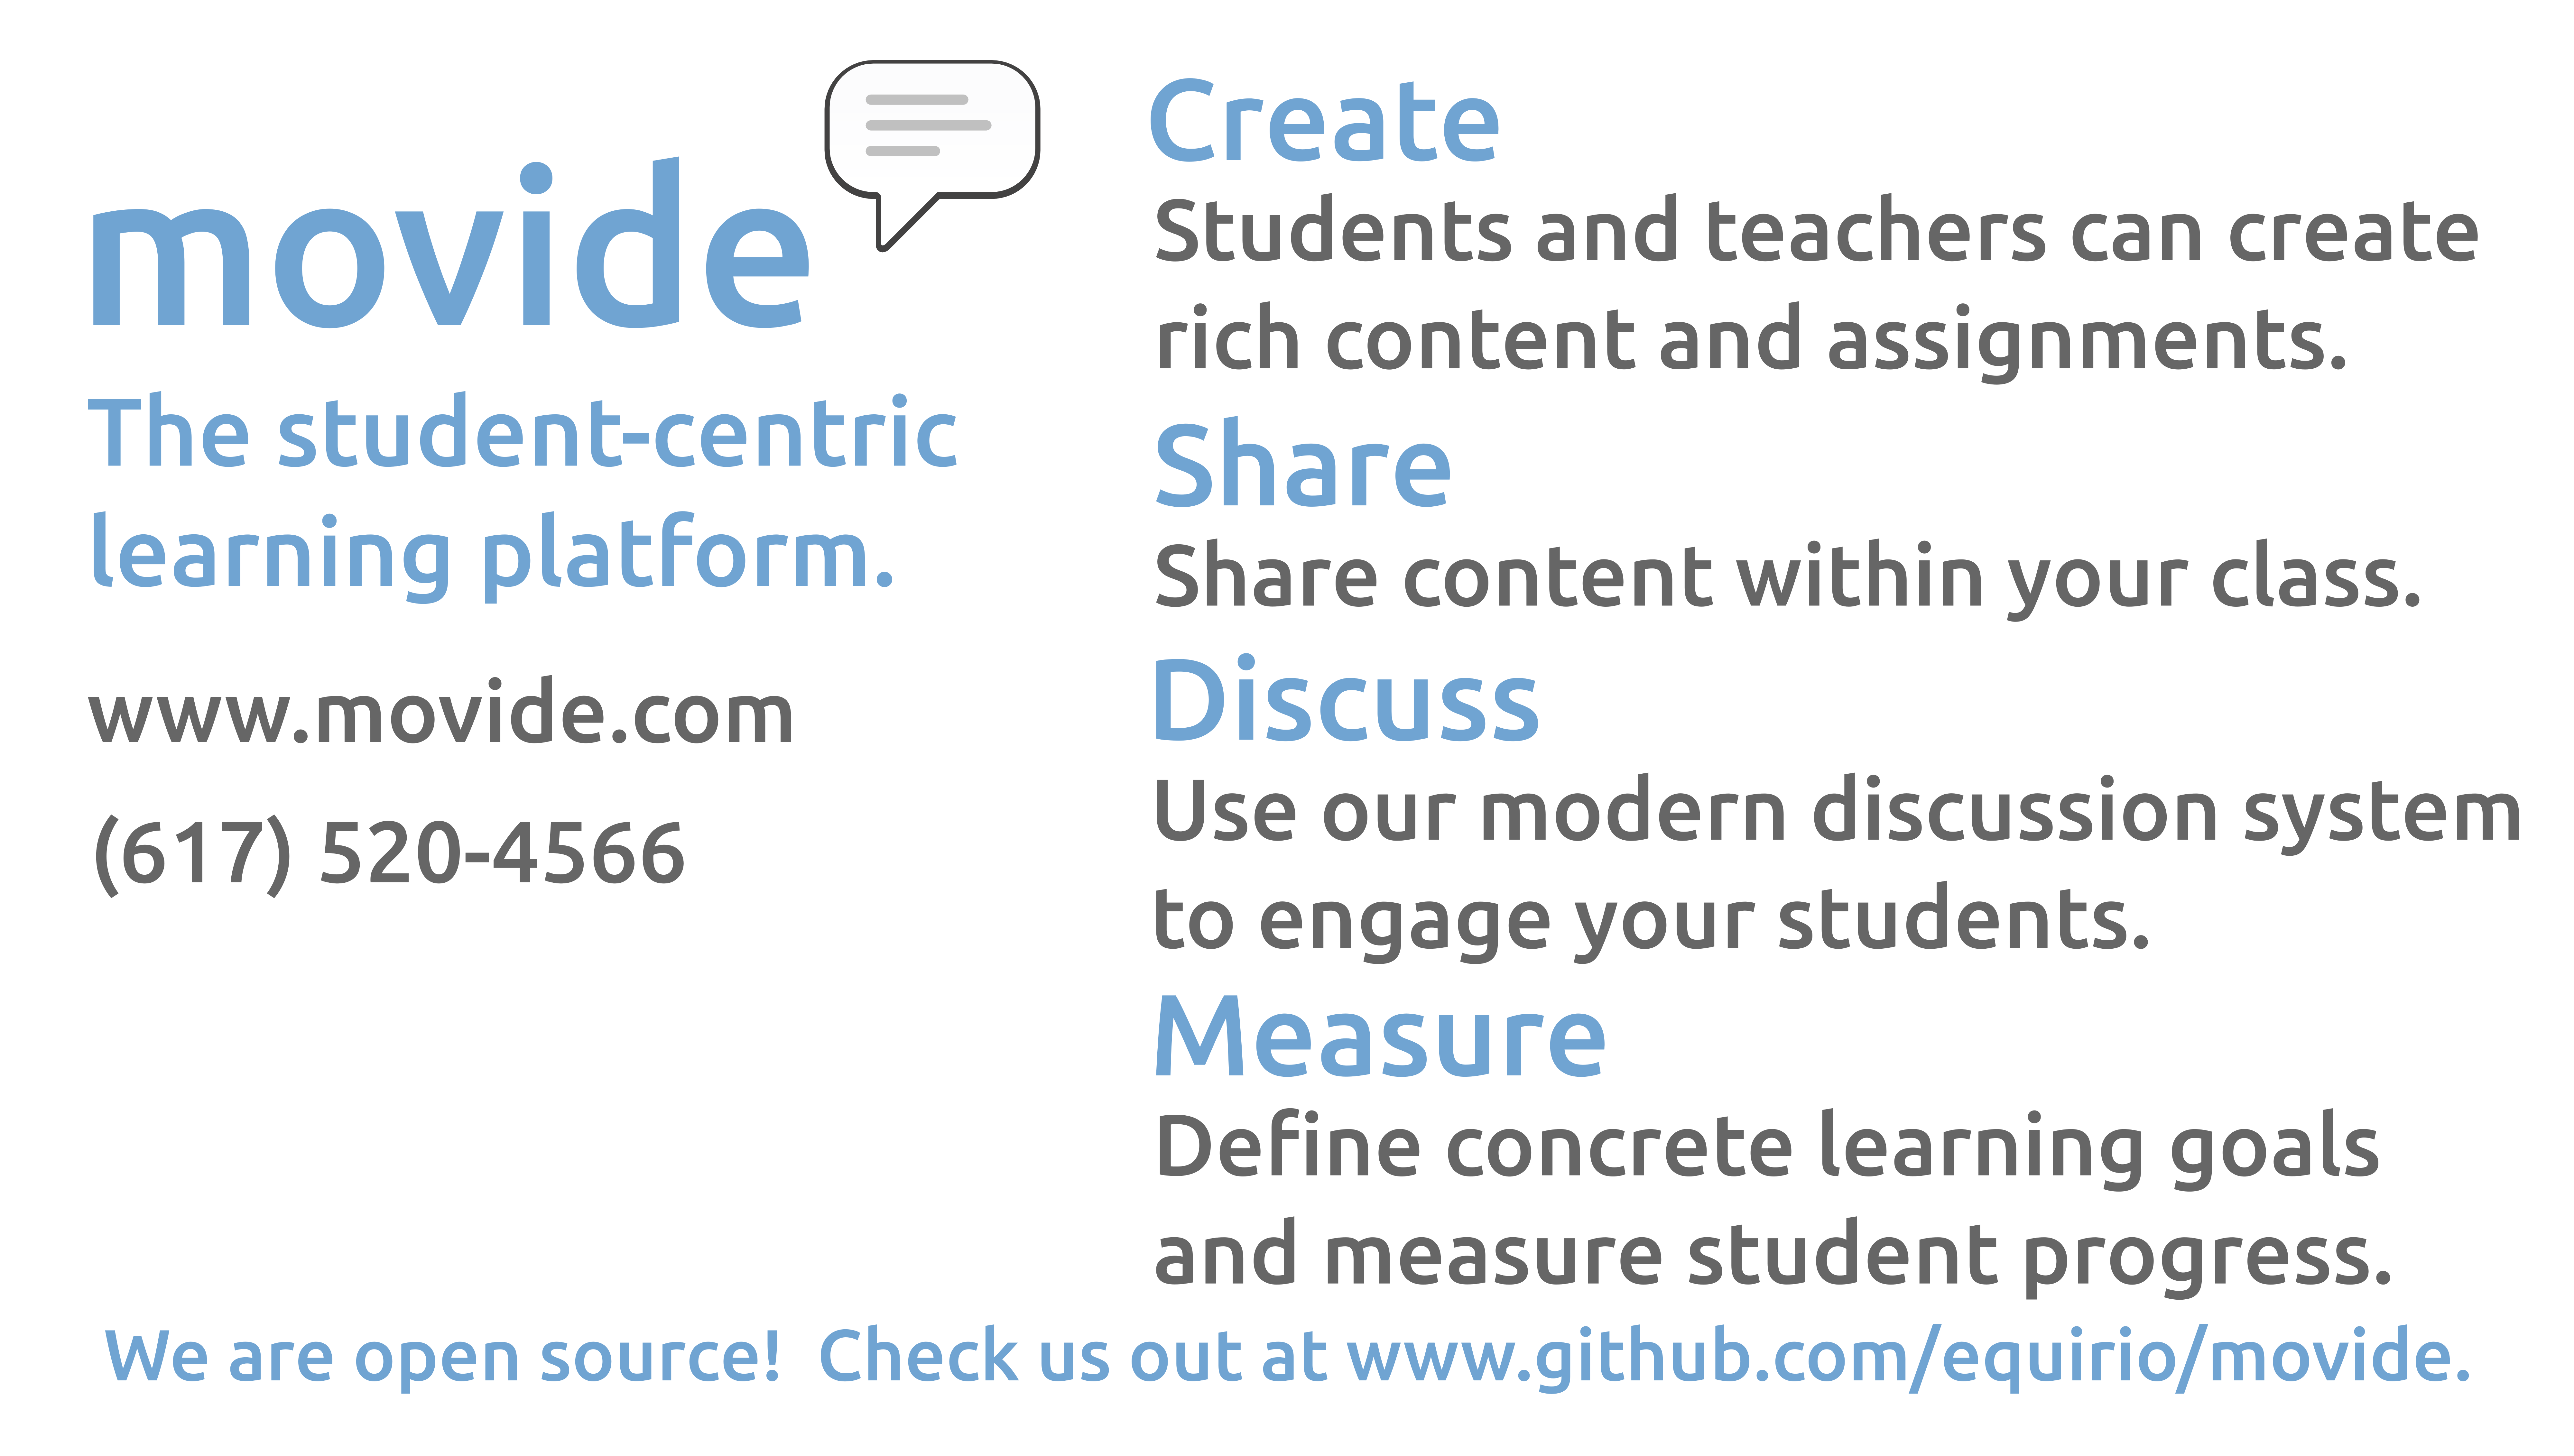 movide
The student-centric
learning platform.
www.movide.com
(617) 520-4566
Create
Students and teachers can create
rich content and assignments.
Share
Share content within your class.
Discuss
Use our modern discussion system
to engage your students.
Measure
Define concrete learning goals
and measure student progress.
We are open source!  Check us out at www.github.com/equirio/movide.